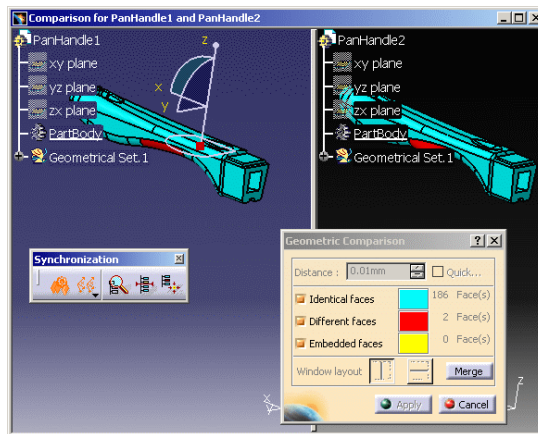 Comparison for PanHandle1 and PanHandle2
PanHandle1
xy plane
yz plane
zx plane
PartBody
Geometrical Set.1
z
x
y
PanHandle2
xy plane
yz plane
zx plane
PartBody
Geometrical Set.1
Synchronization
Geometric Comparison
Distance : 0.01mm Quick...
Identical faces 186 Face(s)
Different faces 2 Face(s)
Embedded faces 0 Face(s)
Window layout Merge
Apply Cancel
x
z